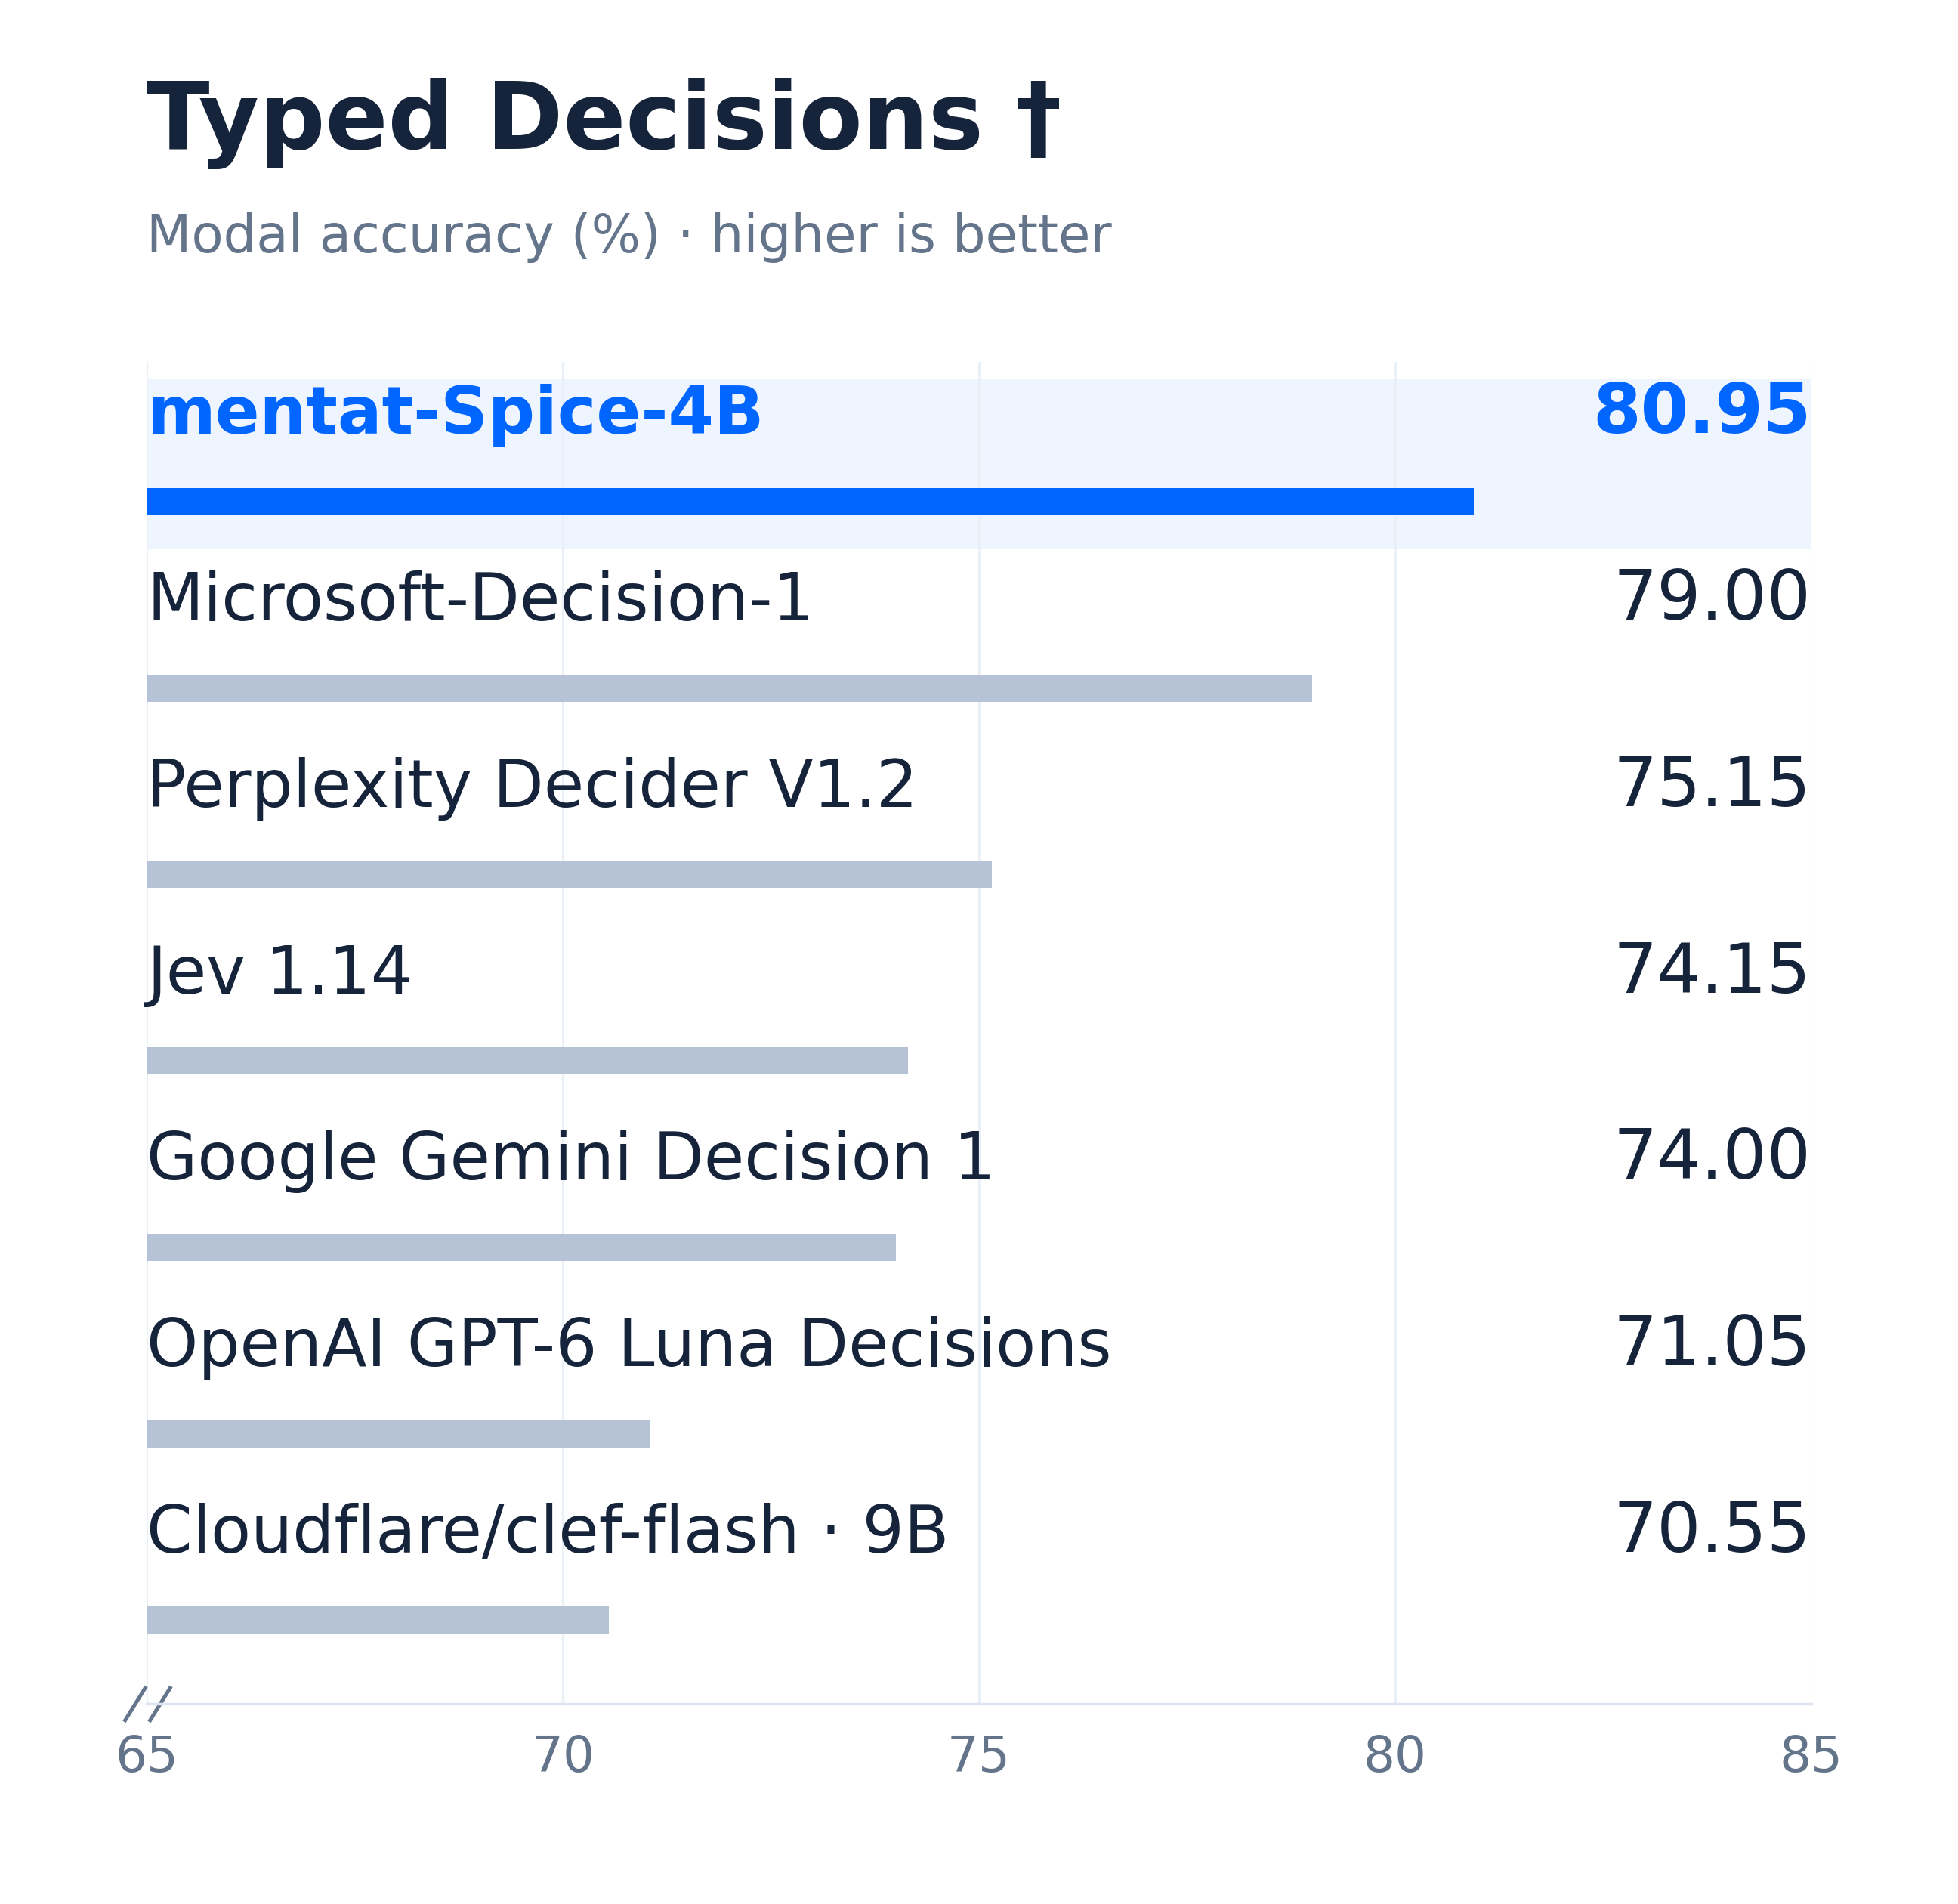 Typed Decisions †
Modal accuracy (%) · higher is better
mentat-Spice-4B 80.95
Microsoft-Decision-1 79.00
Perplexity Decider V1.2 75.15
Jev 1.14 74.15
Google Gemini Decision 1 74.00
OpenAI GPT-6 Luna Decisions 71.05
Cloudflare/clef-flash · 9B 70.55
65 70 75 80 85